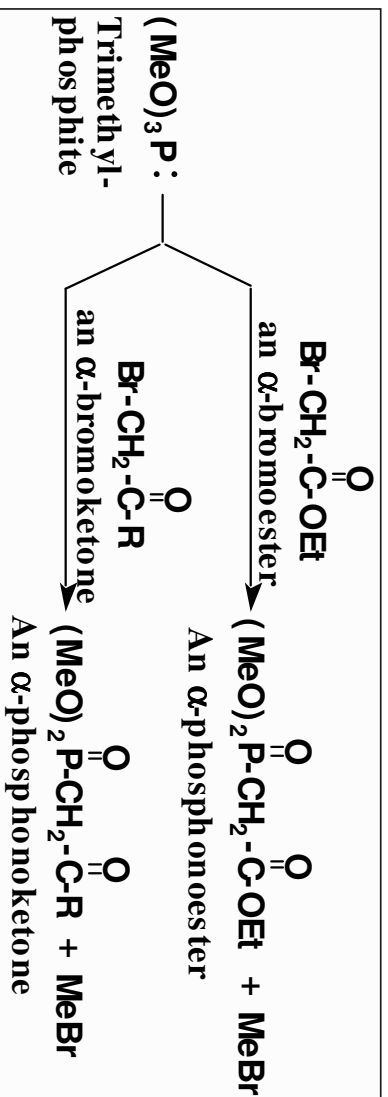 O
Br-CH2-C-OEt
an α-bromoester
O O
(MeO)2P-CH2-C-OEt + MeBr
An α-phosphonoester
(MeO)3P:
Trimethyl-
phosphite
O
Br-CH2-C-R
an α-bromoketone
O O
(MeO)2P-CH2-C-R + MeBr
An α-phosphonoketone